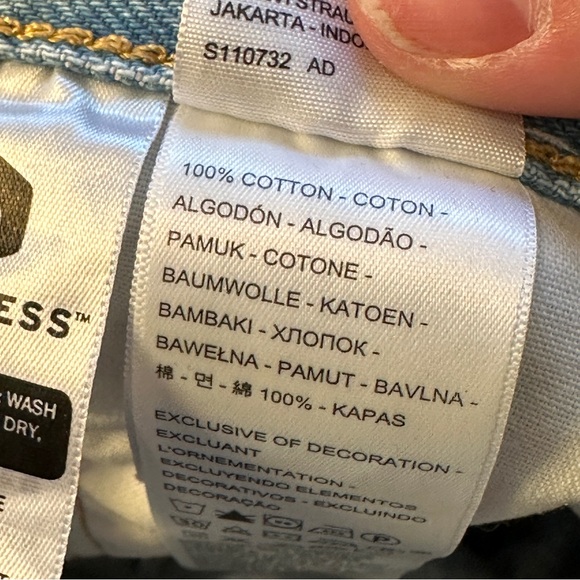 JAKARTA - INDO
S110732 AD
100% COTTON - COTON -
ALGODÓN - ALGODÃO -
PAMUK - COTONE -
BAUMWOLLE - KATOEN -
BAMBAKI - ХЛОПОК -
BAWEŁNA - PAMUT - BAVLNA -
棉 - 면 - 綿 100% - KAPAS
EXCLUSIVE OF DECORATION -
EXCLUANT
L'ORNEMENTATION -
EXCLUYENDO ELEMENTOS
DECORATIVOS - EXCLUINDO
DECORAÇÃO
ESS™
WASH
DRY,